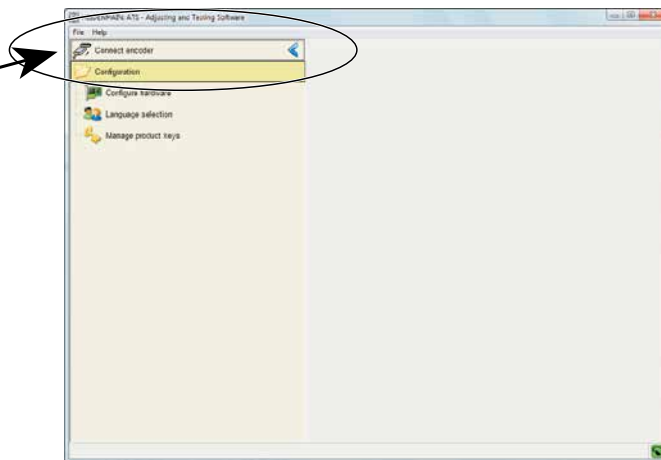 ATS - Adjusting and Testing Software
File Help
Connect encoder
Configuration
Configure hardware
Language selection
Manage product keys